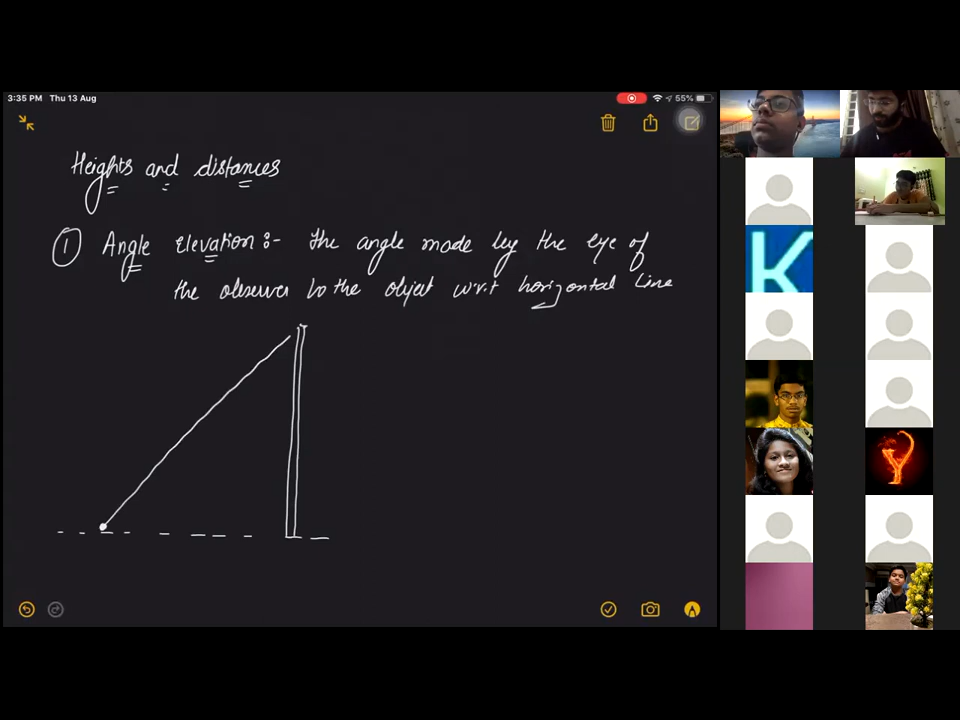 3:35 PM Thu 13 Aug
55%
Heights and distances
① Angle Elevation :- The angle made by the eye of
the observer to the object w.r.t horizontal line
K
Y